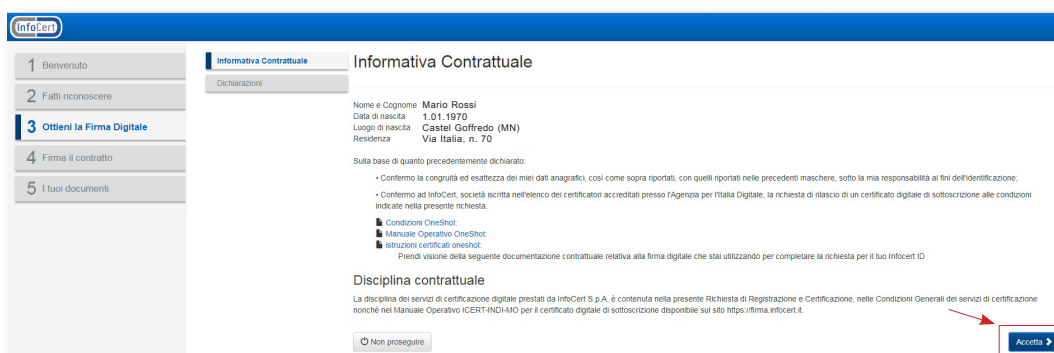 InfoCert
1 Benvenuto
2 Fatti riconoscere
3 Ottieni la Firma Digitale
4 Firma il contratto
5 I tuoi documenti
Informativa Contrattuale
Dichiarazioni
Informativa Contrattuale
Nome e Cognome Mario Rossi
Data di nascita 1.01.1970
Luogo di nascita Castel Goffredo (MN)
Residenza Via Italia, n. 70
Sulla base di quanto precedentemente dichiarato:
• Confermo la congruità ed esattezza dei miei dati anagrafici, così come sopra riportati, con quelli riportati nelle precedenti maschere, sotto la mia responsabilità ai fini dell'identificazione;
• Confermo ad InfoCert, società iscritta nell'elenco dei certificatori accreditati presso l'Agenzia per l'Italia Digitale, la richiesta di rilascio di un certificato digitale di sottoscrizione alle condizioni
indicate nella presente richiesta.
Condizioni OneShot:
Manuale Operativo OneShot:
Istruzioni certificati oneshot:
Prendi visione della seguente documentazione contrattuale relativa alla firma digitale che stai utilizzando per completare la richiesta per il tuo Infocert ID
Disciplina contrattuale
La disciplina dei servizi di certificazione digitale prestati da InfoCert S.p.A. è contenuta nella presente Richiesta di Registrazione e Certificazione, nelle Condizioni Generali dei servizi di certificazione
nonché nel Manuale Operativo ICERT-INDI-MO per il certificato digitale di sottoscrizione disponibile sul sito https://firma.infocert.it.
Non proseguire
Accetta